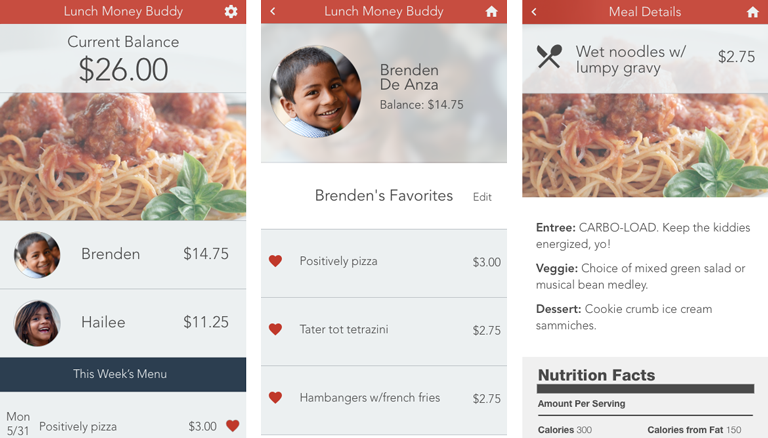 Lunch Money Buddy
Current Balance
$26.00
Brenden $14.75
Hailee $11.25
This Week's Menu
Mon
5/31 Positively pizza $3.00
Lunch Money Buddy
Brenden
De Anza
Balance: $14.75
Brenden's Favorites Edit
Positively pizza $3.00
Tater tot tetrazini $2.75
Hambangers w/french fries $2.75
Meal Details
Wet noodles w/ $2.75
lumpy gravy
Entree: CARBO-LOAD. Keep the kiddies
energized, yo!
Veggie: Choice of mixed green salad or
musical bean medley.
Dessert: Cookie crumb ice cream
sammiches.
Nutrition Facts
Amount Per Serving
Calories 300 Calories from Fat 150